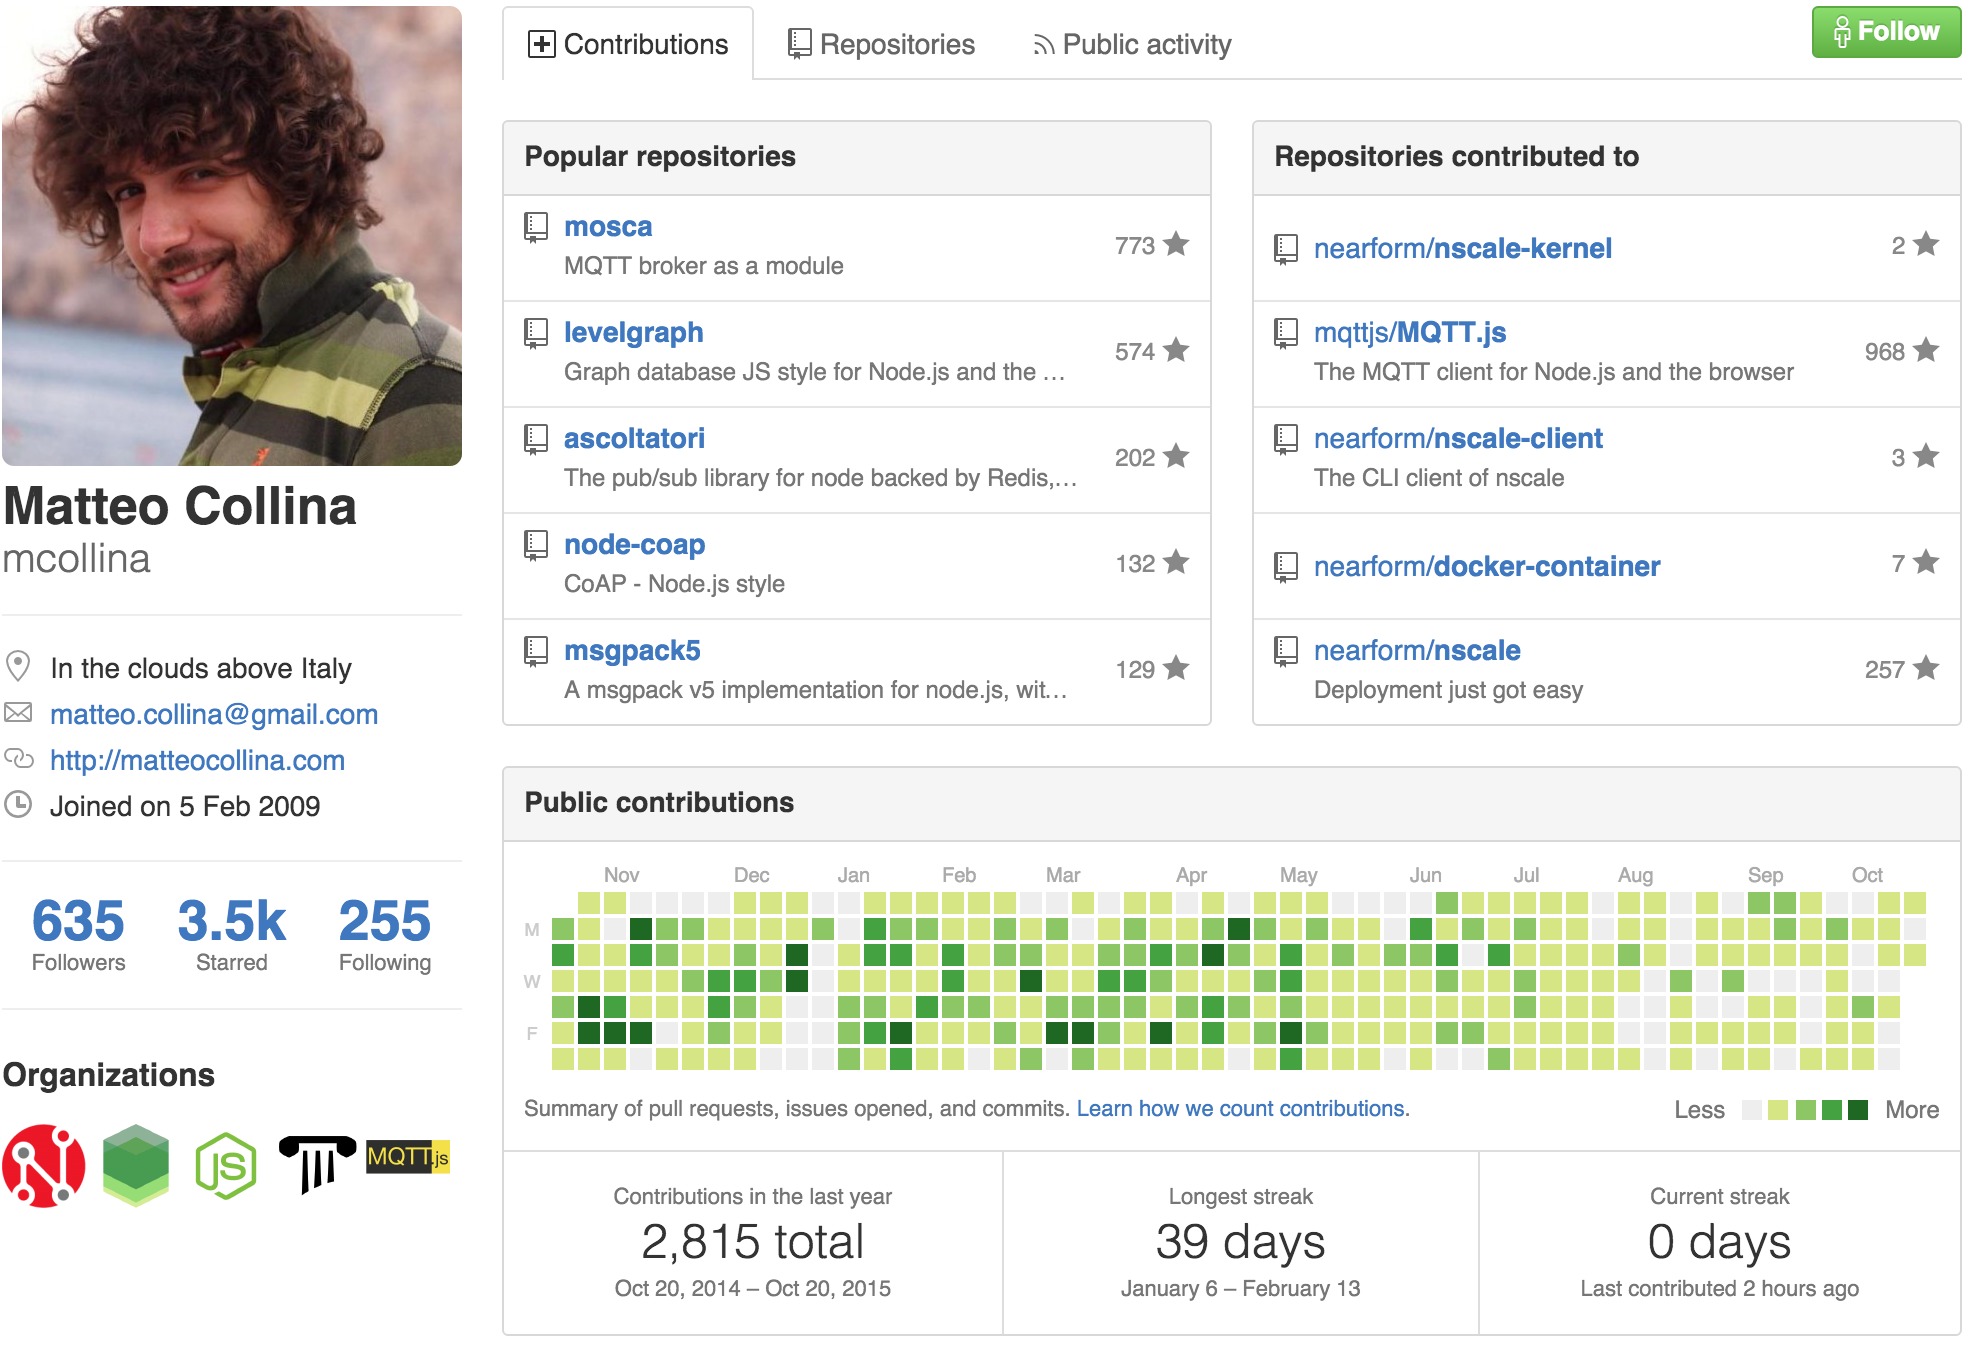 Contributions
Repositories
Public activity
Follow
Matteo Collina
mcollina
In the clouds above Italy
matteo.collina@gmail.com
http://matteocollina.com
Joined on 5 Feb 2009
635 3.5k 255
Followers Starred Following
Organizations
JS
MQTT.js
Popular repositories
mosca
MQTT broker as a module
773
levelgraph
Graph database JS style for Node.js and the …
574
ascoltatori
The pub/sub library for node backed by Redis,…
202
node-coap
CoAP - Node.js style
132
msgpack5
A msgpack v5 implementation for node.js, wit…
129
Repositories contributed to
nearform/nscale-kernel
2
mqttjs/MQTT.js
The MQTT client for Node.js and the browser
968
nearform/nscale-client
The CLI client of nscale
3
nearform/docker-container
7
nearform/nscale
Deployment just got easy
257
Public contributions
Nov Dec Jan Feb Mar Apr May Jun Jul Aug Sep Oct
M
W
F
Summary of pull requests, issues opened, and commits. Learn how we count contributions.
Less More
Contributions in the last year
2,815 total
Oct 20, 2014 – Oct 20, 2015
Longest streak
39 days
January 6 – February 13
Current streak
0 days
Last contributed 2 hours ago